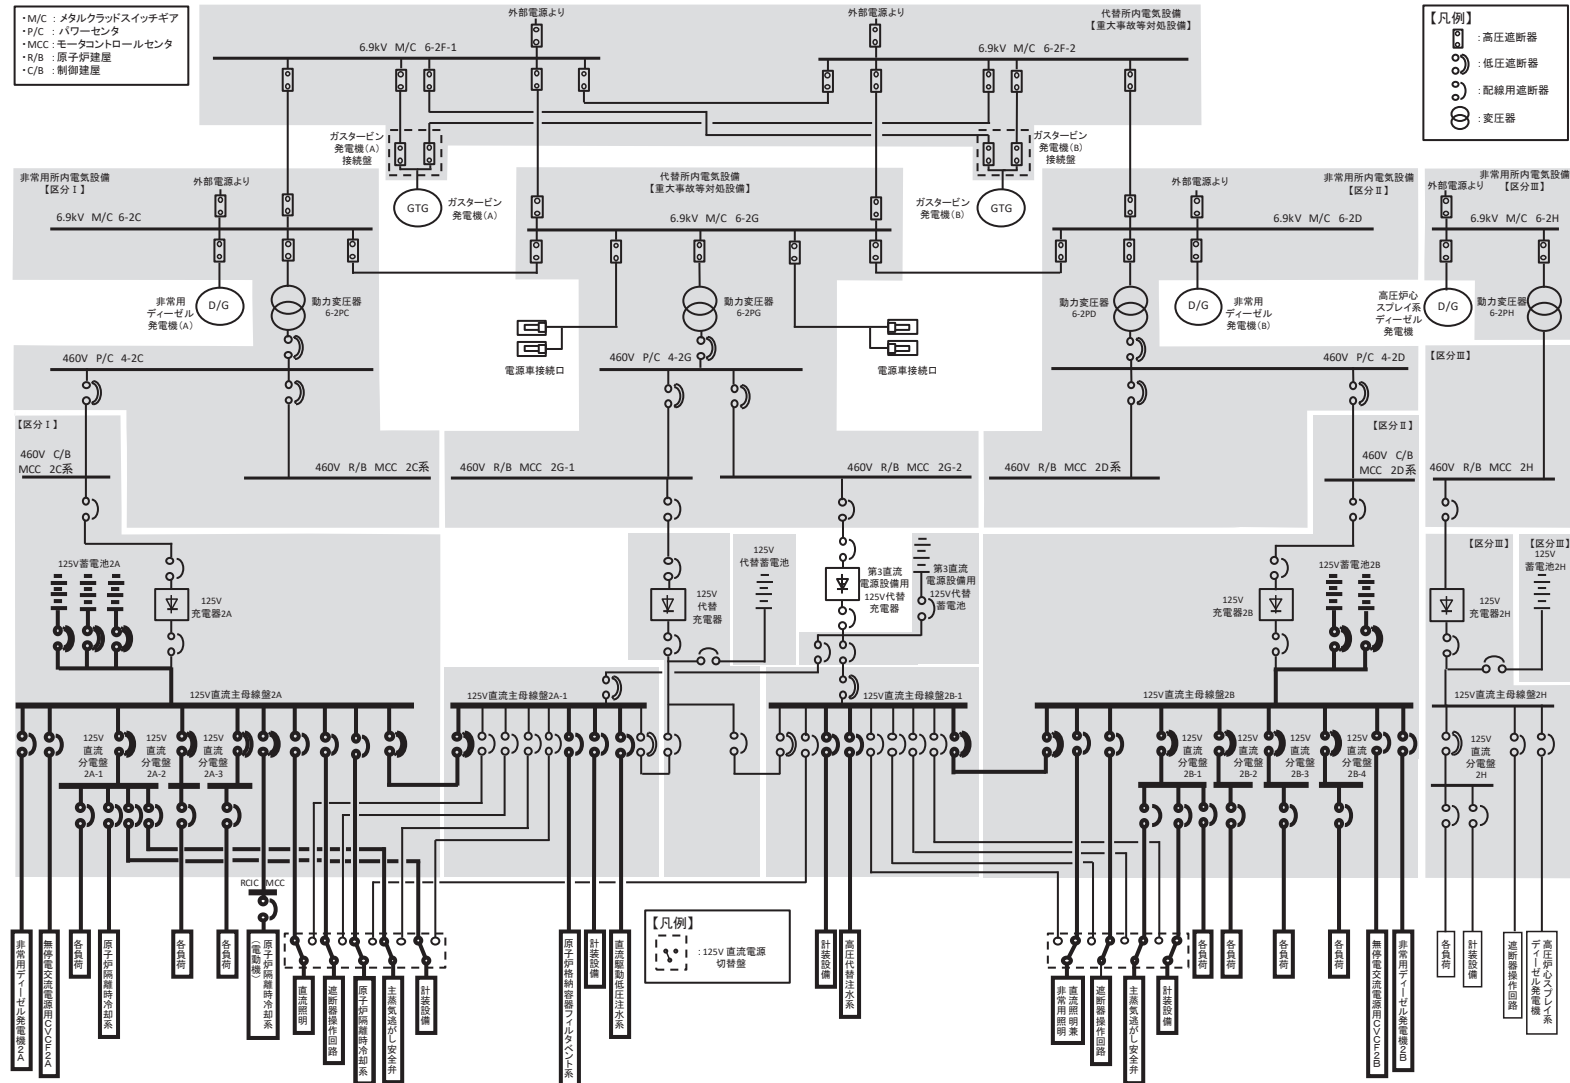 ・M/C ： メタルクラッドスイッチギア
・P/C ： パワーセンタ
・MCC ： モータコントロールセンタ
・R/B ： 原子炉建屋
・C/B ： 制御建屋
外部電源より
外部電源より
代替所内電気設備
【重大事故等対処設備】
【凡例】
：高圧遮断器
：低圧遮断器
：配線用遮断器
：変圧器
6.9kV M/C 6-2F-1
6.9kV M/C 6-2F-2
ガスタービン
発電機(A)
接続盤
ガスタービン
発電機(B)
接続盤
非常用所内電気設備
【区分Ⅰ】
外部電源より
GTG
ガスタービン
発電機(A)
代替所内電気設備
【重大事故等対処設備】
ガスタービン
発電機(B)
GTG
外部電源より
非常用所内電気設備
【区分Ⅱ】
非常用所内電気設備
【区分Ⅲ】
外部電源より
6.9kV M/C 6-2C
6.9kV M/C 6-2G
6.9kV M/C 6-2D
6.9kV M/C 6-2H
非常用
ディーゼル
発電機(A)
D/G
動力変圧器
6-2PC
動力変圧器
6-2PG
動力変圧器
6-2PD
D/G
非常用
ディーゼル
発電機(B)
高圧炉心
スプレイ系
ディーゼル
発電機
D/G
動力変圧器
6-2PH
460V P/C 4-2C
電源車接続口
460V P/C 4-2G
電源車接続口
460V P/C 4-2D
【区分Ⅲ】
【区分Ⅰ】
460V C/B
MCC 2C系
460V R/B MCC 2C系
460V R/B MCC 2G-1
460V R/B MCC 2G-2
460V R/B MCC 2D系
【区分Ⅱ】
460V C/B
MCC 2D系
460V R/B MCC 2H
125V蓄電池2A
125V
充電器2A
125V
代替
充電器
125V
代替蓄電池
第3直流
電源設備用
125V代替
充電器
第3直流
電源設備用
125V代替
蓄電池
125V
充電器2B
125V蓄電池2B
【区分Ⅲ】
125V
充電器2H
【区分Ⅲ】
125V
蓄電池2H
125V直流主母線盤2A
125V直流主母線盤2A-1
125V直流主母線盤2B-1
125V直流主母線盤2B
125V直流主母線盤2H
125V
直流
分電盤
2A-1
125V
直流
分電盤
2A-2
125V
直流
分電盤
2A-3
125V
直流
分電盤
2B-1
125V
直流
分電盤
2B-2
125V
直流
分電盤
2B-3
125V
直流
分電盤
2B-4
125V
直流
分電盤
2H
RCIC MCC
【凡例】
：125V 直流電源
切替盤
非常用ディーゼル発電機2A
無停電交流電源用CVCF2A
各負荷
原子炉隔離時冷却系
各負荷
各負荷
原子炉隔離時冷却系
(電動機)
直流照明
遮断器操作回路
原子炉隔離時冷却系
主蒸気逃がし安全弁
計装設備
原子炉格納容器フィルタベント系
計装設備
直流駆動低圧注水系
計装設備
高圧代替注水系
直流照明兼
非常用照明
遮断器操作回路
主蒸気逃がし安全弁
計装設備
各負荷
各負荷
各負荷
各負荷
無停電交流電源用CVCF2B
非常用ディーゼル発電機2B
各負荷
計装設備
遮断器操作回路
高圧炉心スプレイ系
ディーゼル発電機